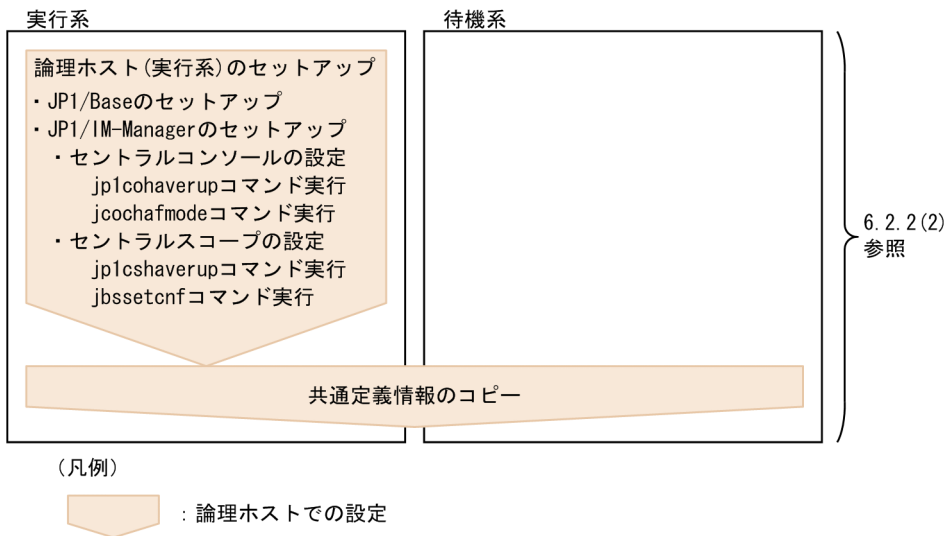 実行系
待機系
論理ホスト(実行系)のセットアップ
・JP1/Baseのセットアップ
・JP1/IM-Managerのセットアップ
・セントラルコンソールの設定
jp1cohaverupコマンド実行
jcochafmodeコマンド実行
・セントラルスコープの設定
jp1cshaverupコマンド実行
jbssetcnfコマンド実行
6.2.2(2)
参照
共通定義情報のコピー
(凡例)
：論理ホストでの設定